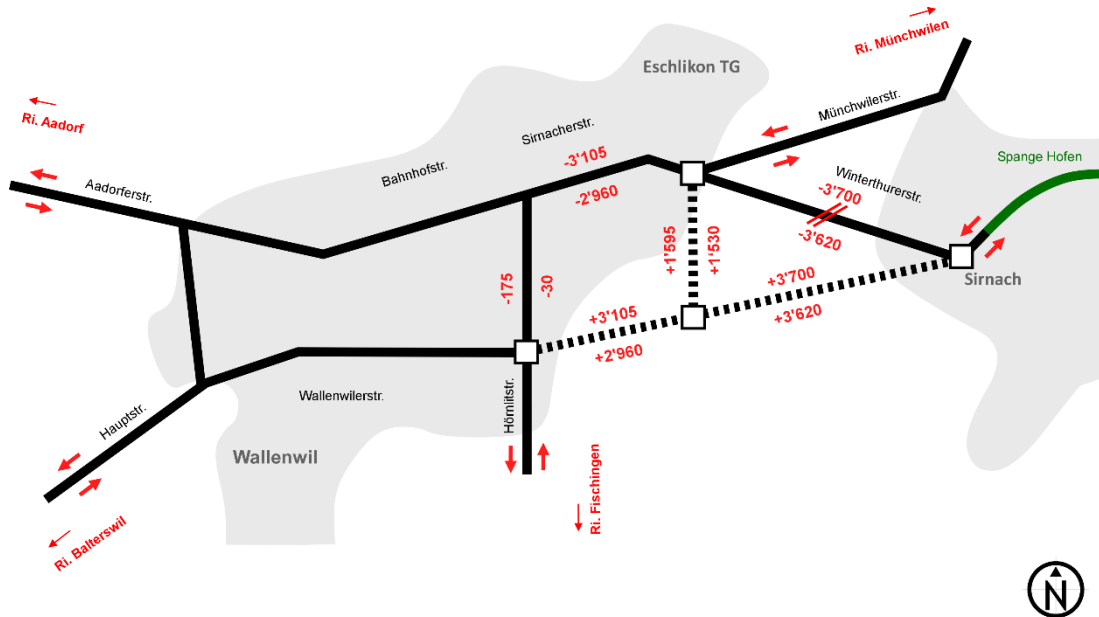 Ri. Münchwilen
Eschlikon TG
Ri. Aadorf
Münchwilerstr.
Sirnacherstr.
-3'105
-2'960
Bahnhofstr.
Aadorferstr.
Spange Hofen
Winterthurerstr.
-3'700
-3'620
+1'595
+1'530
-175
-30
+3'700
+3'620
Sirnach
+3'105
+2'960
Wallenwilerstr.
Hörnlitstr.
Hauptstr.
Wallenwil
Ri. Fischingen
Ri. Balterswil
N